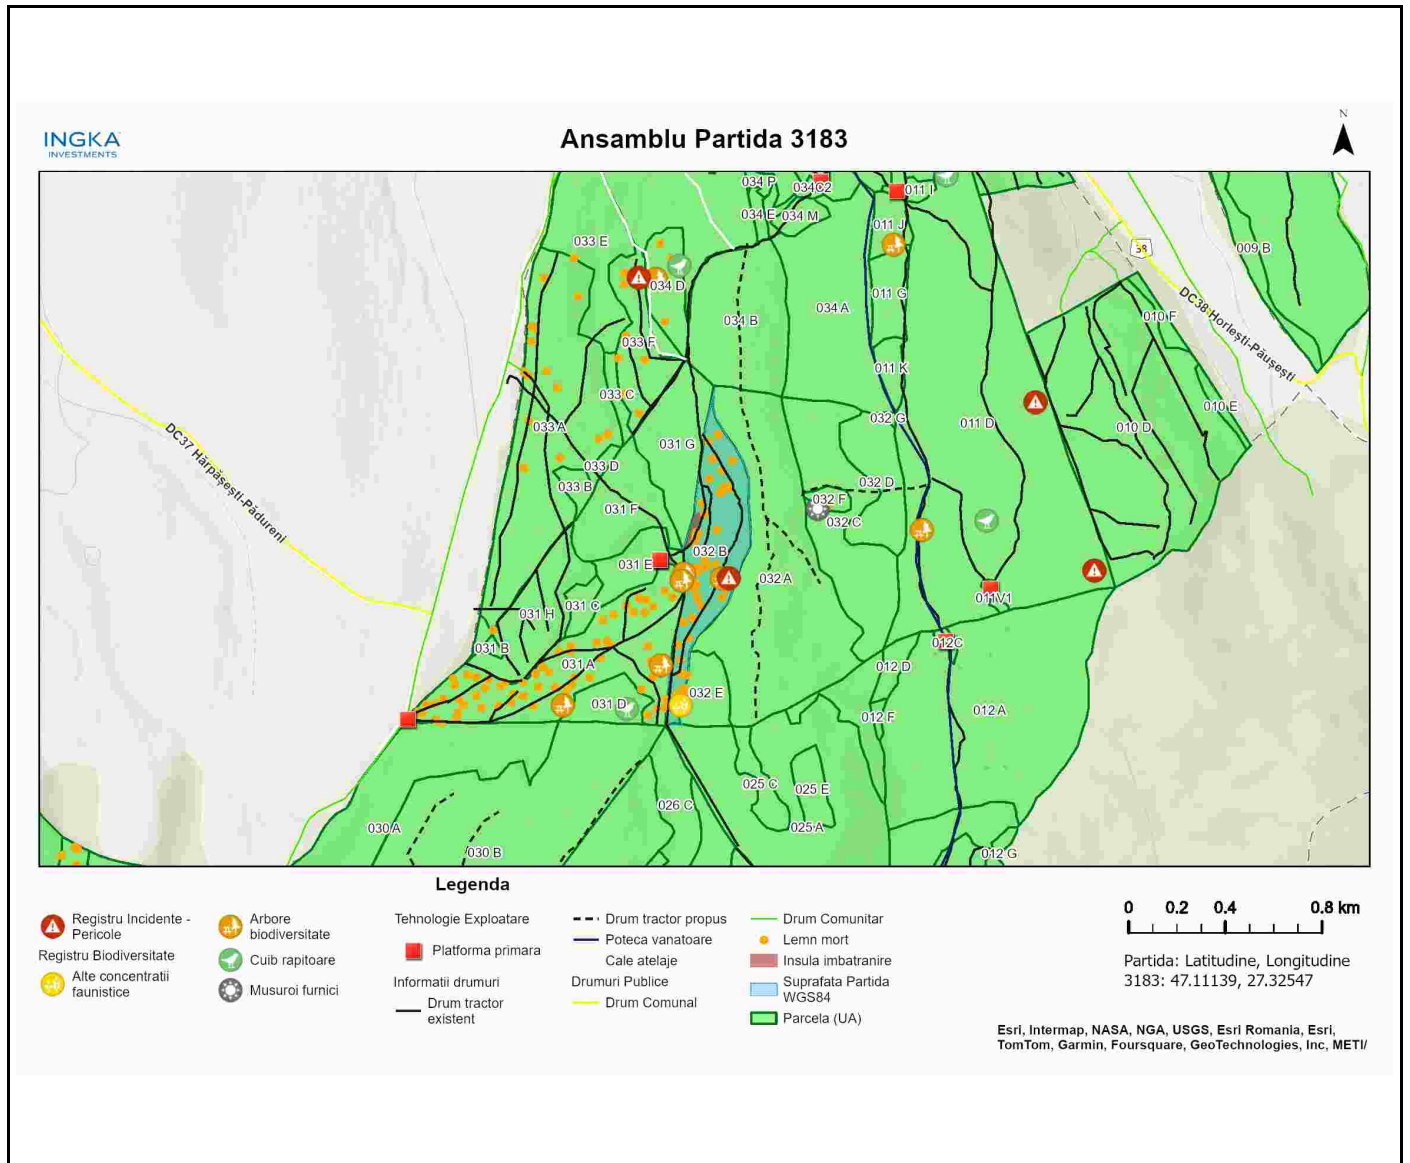 INGKA
INVESTMENTS
Ansamblu Partida 3183
N
034 P
034C2
011 I
034 E
034 M
033 E
011 J
38
009 B
034 D
034 B
034 A
011 G
010 F
DC38 Horlești-Păușești
033 F
011 K
033 C
032 G
011 D
010 D
010 E
033 A
031 G
DC37 Hărpășești-Pădureni
033 D
033 B
032 D
032 F
031 F
032 C
032 B
031 E
032 A
011V1
031 C
031 H
012C
031 B
031 A
012 D
032 E
031 D
012 F
012 A
025 C
025 E
026 C
030 A
025 A
030 B
012 G
Legenda
Registru Incidente -
Pericole
Registru Biodiversitate
Alte concentratii
faunistice
Arbore
biodiversitate
Cuib rapitoare
Musuroi furnici
Tehnologie Exploatare
Platforma primara
Informatii drumuri
Drum tractor
existent
Drum tractor propus
Poteca vanatoare
Cale atelaje
Drumuri Publice
Drum Comunal
Drum Comunitar
Lemn mort
Insula imbatranire
Suprafata Partida
WGS84
Parcela (UA)
0 0.2 0.4 0.8 km
Partida: Latitudine, Longitudine
3183: 47.11139, 27.32547
Esri, Intermap, NASA, NGA, USGS, Esri Romania, Esri,
TomTom, Garmin, Foursquare, GeoTechnologies, Inc, METI/